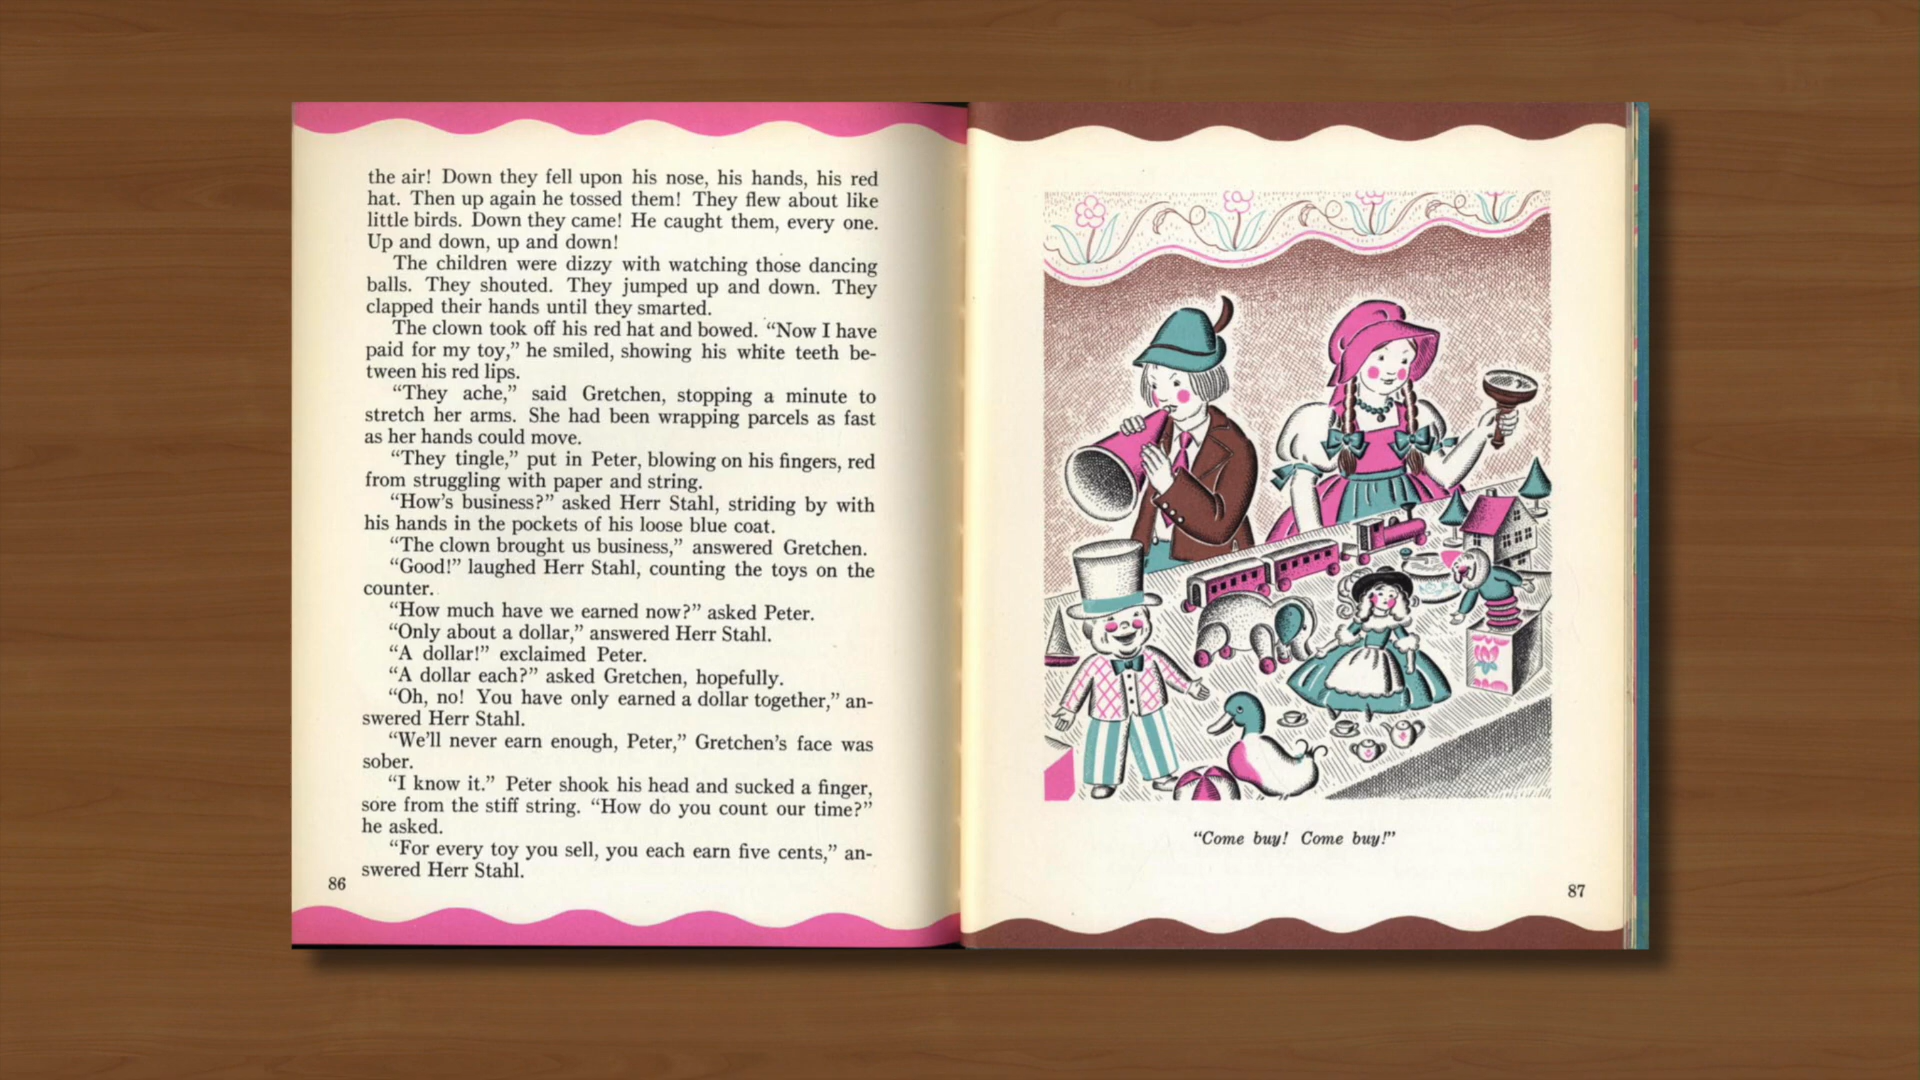 the air! Down they fell upon his nose, his hands, his red
hat. Then up again he tossed them! They flew about like
little birds. Down they came! He caught them, every one.
Up and down, up and down!
The children were dizzy with watching those dancing
balls. They shouted. They jumped up and down. They
clapped their hands until they smarted.
The clown took off his red hat and bowed. “Now I have
paid for my toy,” he smiled, showing his white teeth be-
tween his red lips.
“They ache,” said Gretchen, stopping a minute to
stretch her arms. She had been wrapping parcels as fast
as her hands could move.
“They tingle,” put in Peter, blowing on his fingers, red
from struggling with paper and string.
“How’s business?” asked Herr Stahl, striding by with
his hands in the pockets of his loose blue coat.
“The clown brought us business,” answered Gretchen.
“Good!” laughed Herr Stahl, counting the toys on the
counter.
“How much have we earned now?” asked Peter.
“Only about a dollar,” answered Herr Stahl.
“A dollar!” exclaimed Peter.
“A dollar each?” asked Gretchen, hopefully.
“Oh, no! You have only earned a dollar together,” an-
swered Herr Stahl.
“We’ll never earn enough, Peter,” Gretchen’s face was
sober.
“I know it.” Peter shook his head and sucked a finger,
sore from the stiff string. “How do you count our time?”
he asked.
“For every toy you sell, you each earn five cents,” an-
swered Herr Stahl.
86
“Come buy! Come buy!”
87